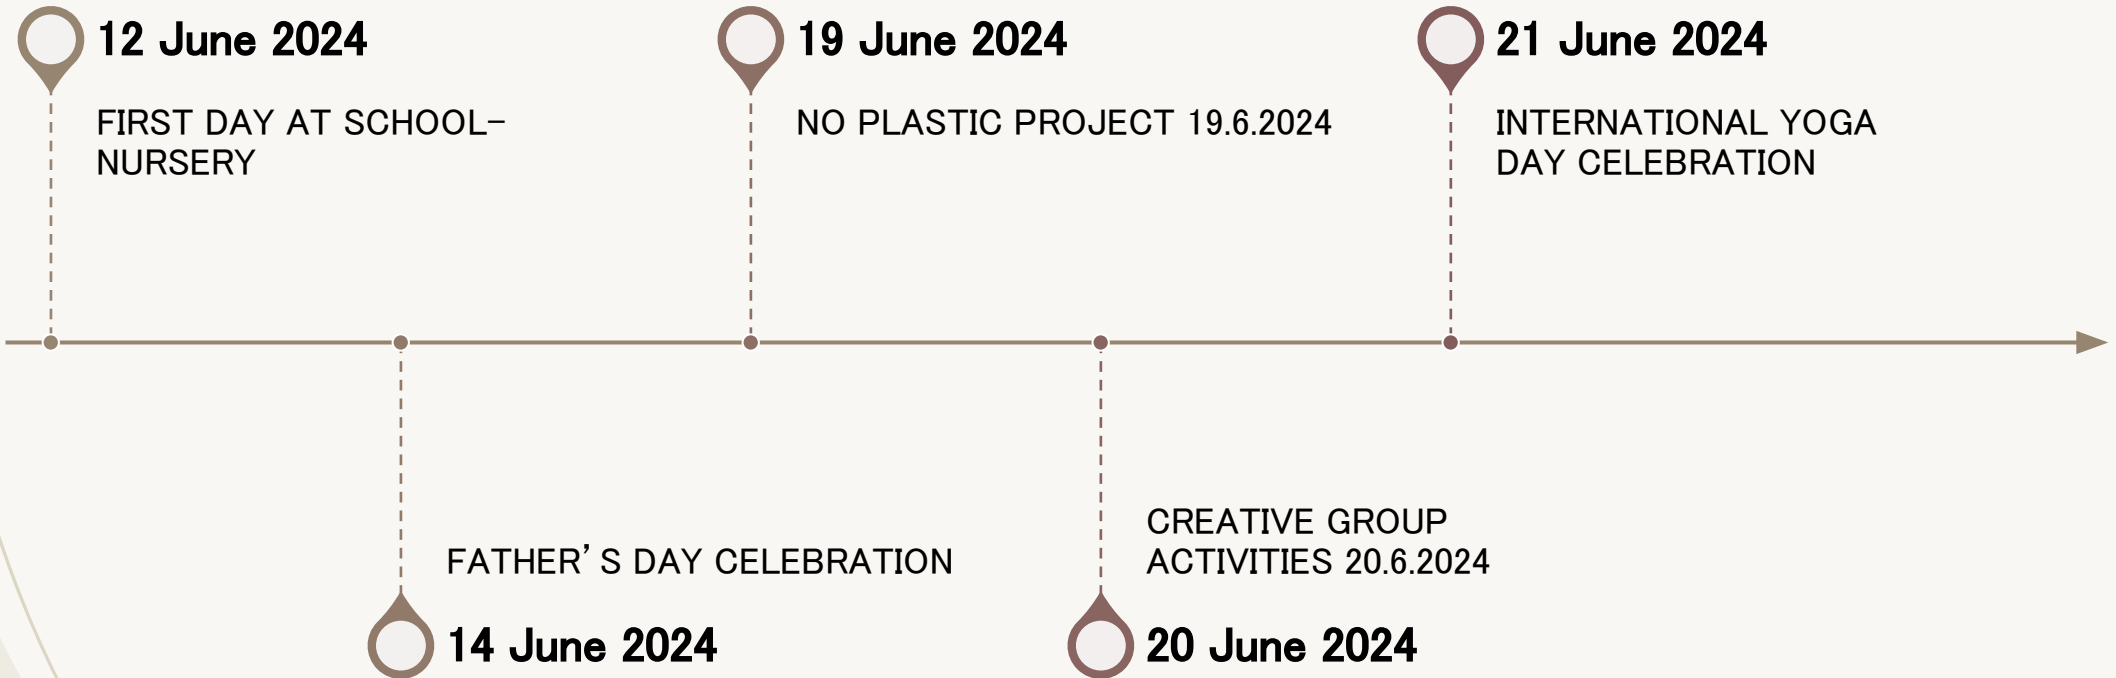 12 June 2024
FIRST DAY AT SCHOOL-
NURSERY
FATHER’S DAY CELEBRATION
14 June 2024
19 June 2024
NO PLASTIC PROJECT 19.6.2024
CREATIVE GROUP
ACTIVITIES 20.6.2024
20 June 2024
21 June 2024
INTERNATIONAL YOGA
DAY CELEBRATION